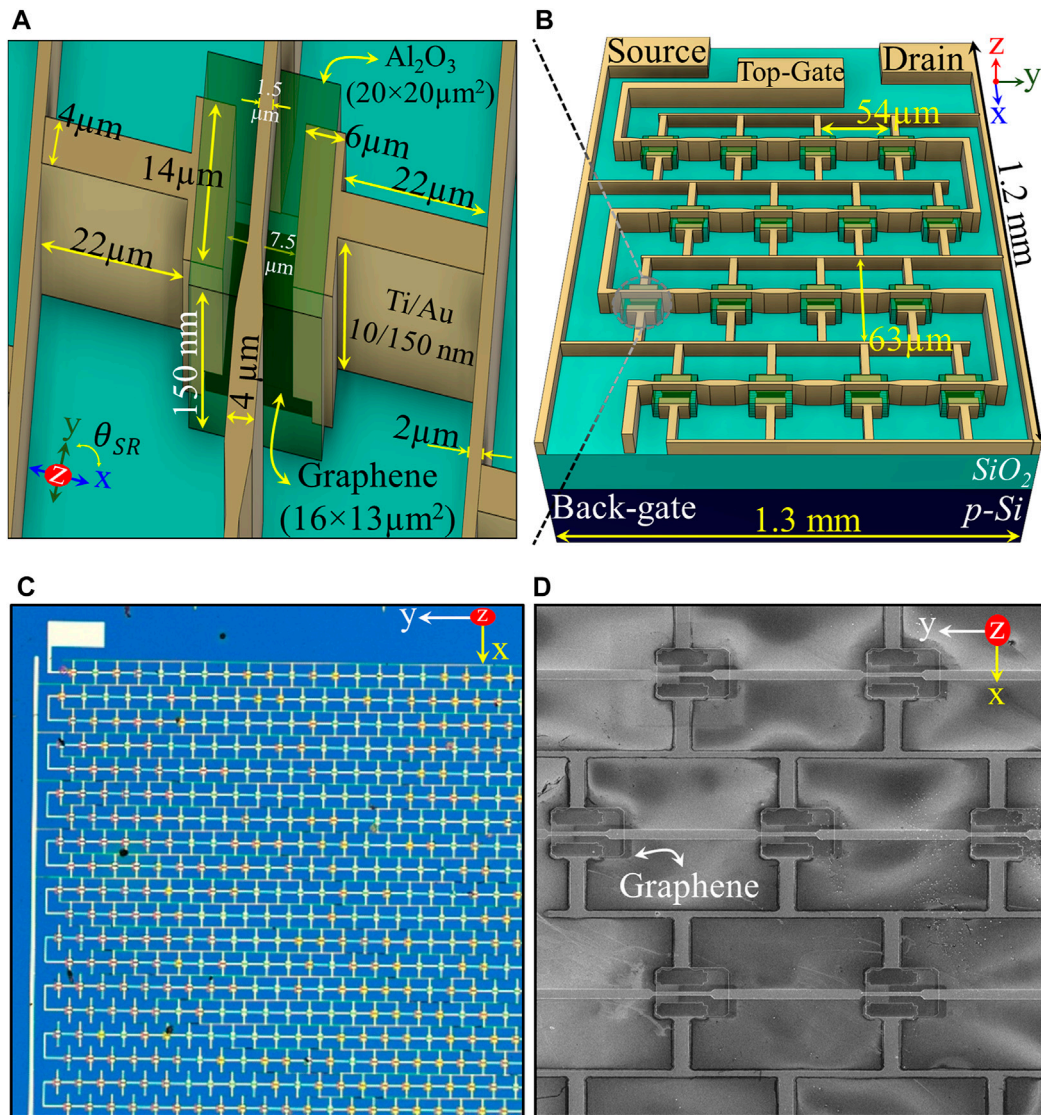 A
Al₂O₃
(20×20μm²)
1.5
μm
4μm
14μm
6μm
22μm
22μm
7.5
μm
Ti/Au
10/150 nm
150 nm
4 μm
2μm
y
θSR
z
x
Graphene
(16×13μm²)
B
Source
Top-Gate
Drain
z
y
x
54μm
1.2 mm
63μm
SiO₂
Back-gate
p-Si
1.3 mm
C
y
z
x
D
y
z
x
Graphene